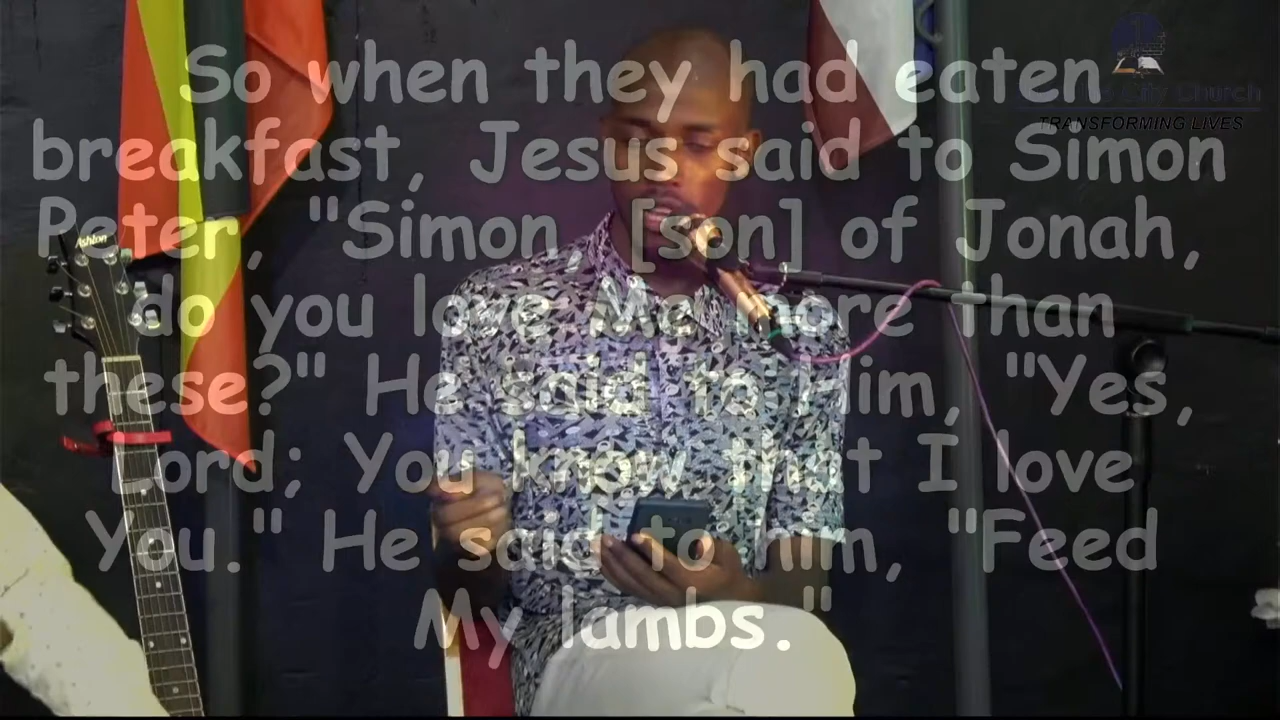 So when they had eaten
breakfast, Jesus said to Simon
Peter, "Simon, [son] of Jonah,
do you love Me more than
these?" He said to Him, "Yes,
Lord; You know that I love
You." He said to him, "Feed
My lambs."
City Church
TRANSFORMING LIVES
Ashton